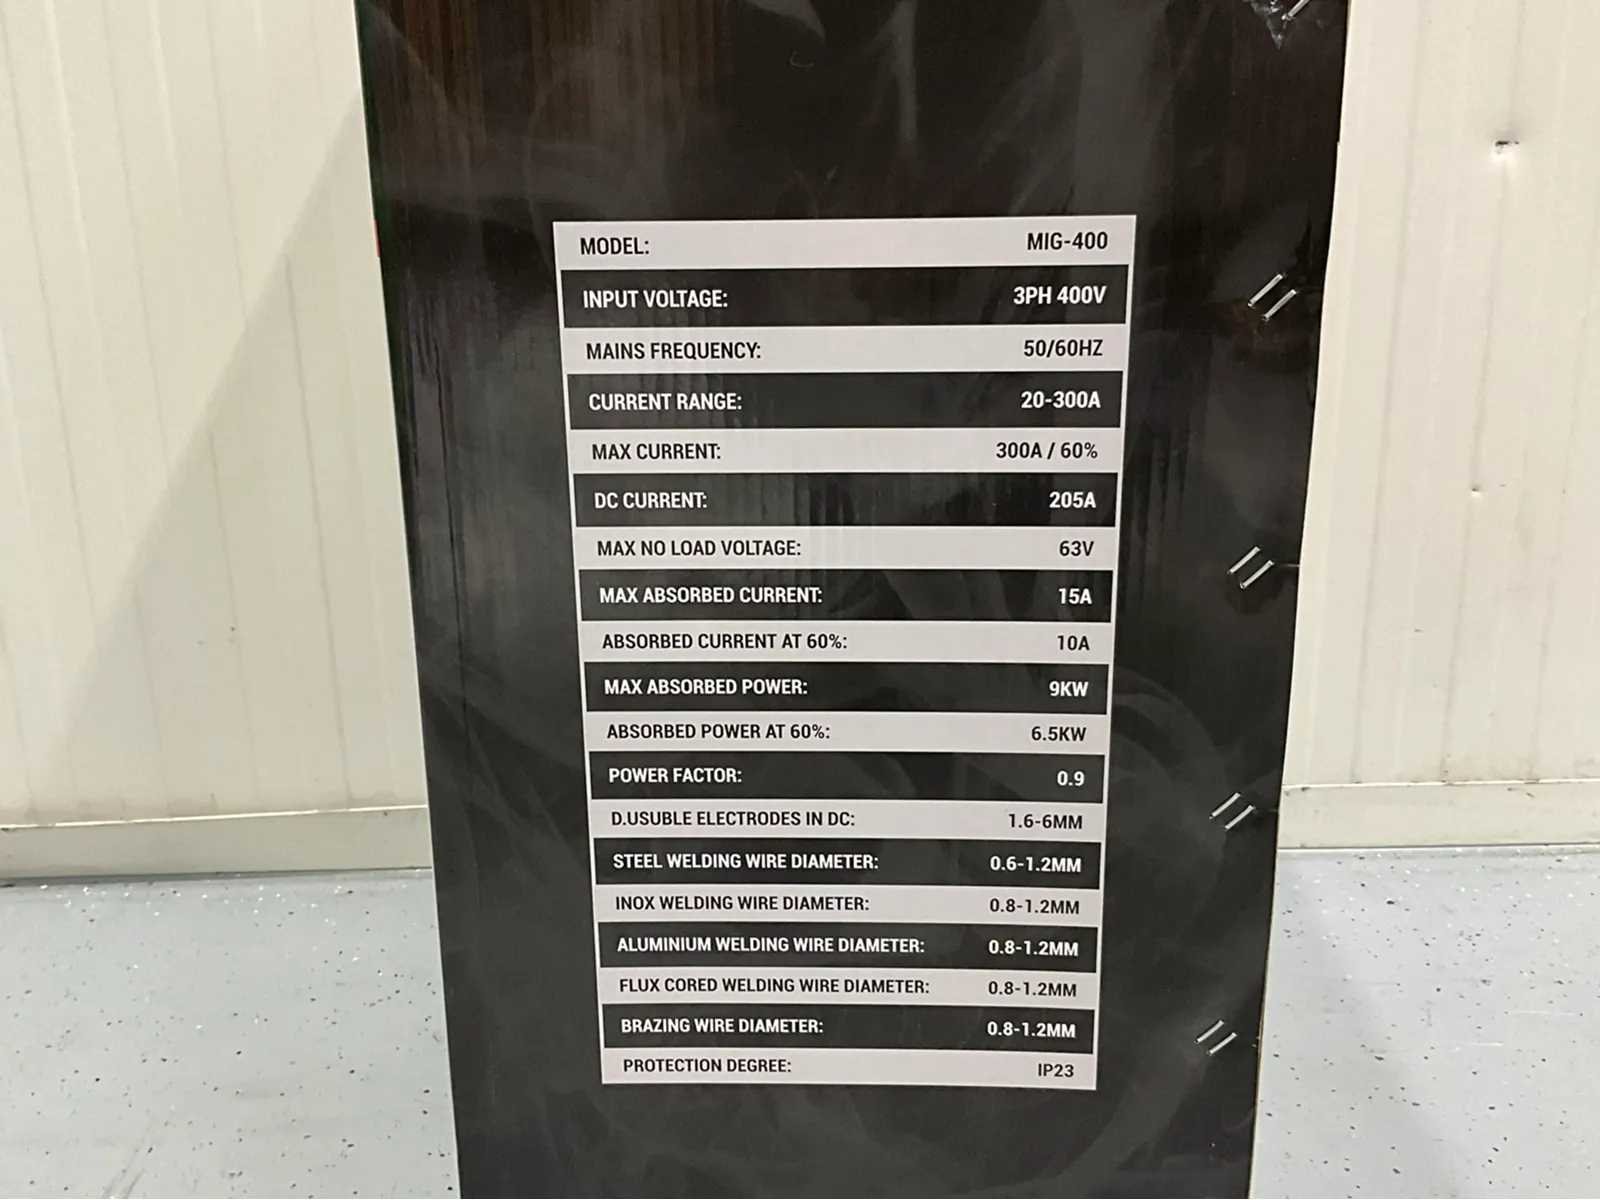 MODEL: MIG-400
INPUT VOLTAGE: 3PH 400V
MAINS FREQUENCY: 50/60HZ
CURRENT RANGE: 20-300A
MAX CURRENT: 300A / 60%
DC CURRENT: 205A
MAX NO LOAD VOLTAGE: 63V
MAX ABSORBED CURRENT: 15A
ABSORBED CURRENT AT 60%: 10A
MAX ABSORBED POWER: 9KW
ABSORBED POWER AT 60%: 6.5KW
POWER FACTOR: 0.9
D.USUBLE ELECTRODES IN DC: 1.6-6MM
STEEL WELDING WIRE DIAMETER: 0.6-1.2MM
INOX WELDING WIRE DIAMETER: 0.8-1.2MM
ALUMINIUM WELDING WIRE DIAMETER: 0.8-1.2MM
FLUX CORED WELDING WIRE DIAMETER: 0.8-1.2MM
BRAZING WIRE DIAMETER: 0.8-1.2MM
PROTECTION DEGREE: IP23